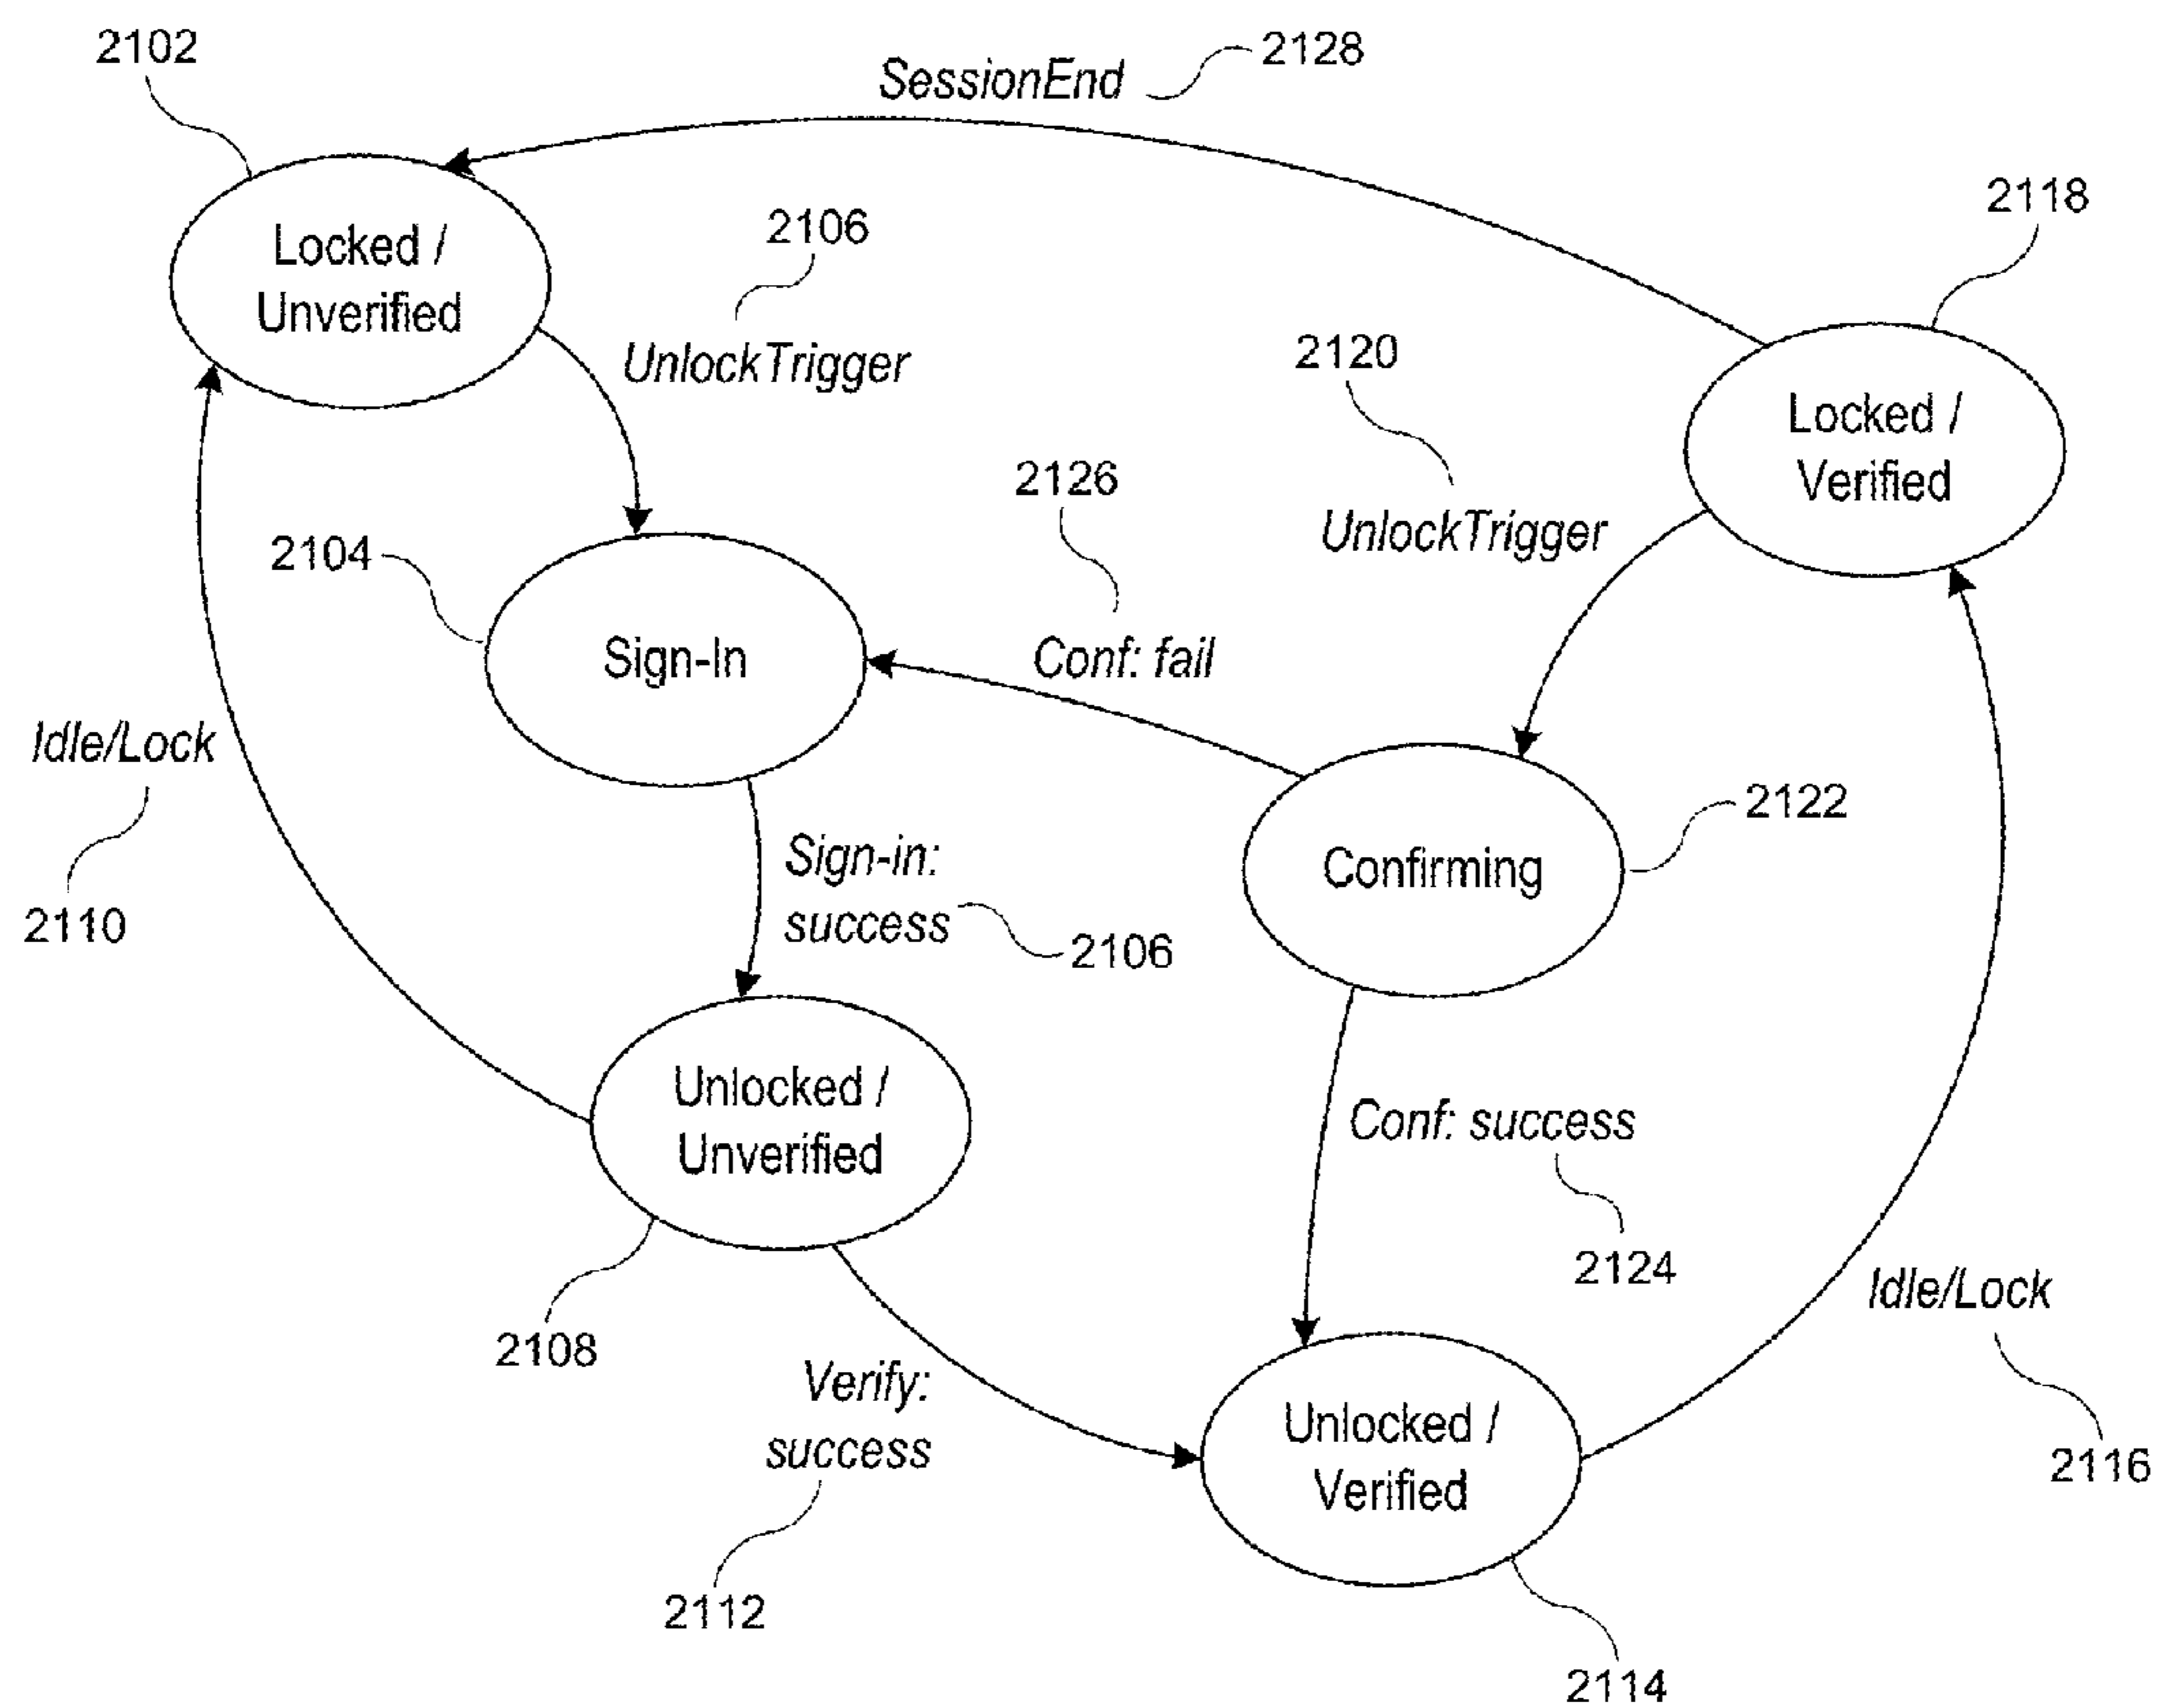 2102
SessionEnd
2128
Locked /
Unverified
2106
UnlockTrigger
2118
2120
Locked /
Verified
UnlockTrigger
2126
2104
Sign-In
Conf: fail
Idle/Lock
2110
2122
Confirming
Sign-in:
success
2106
Unlocked /
Unverified
Conf: success
2124
2108
Idle/Lock
2116
Verify:
success
2112
Unlocked /
Verified
2114